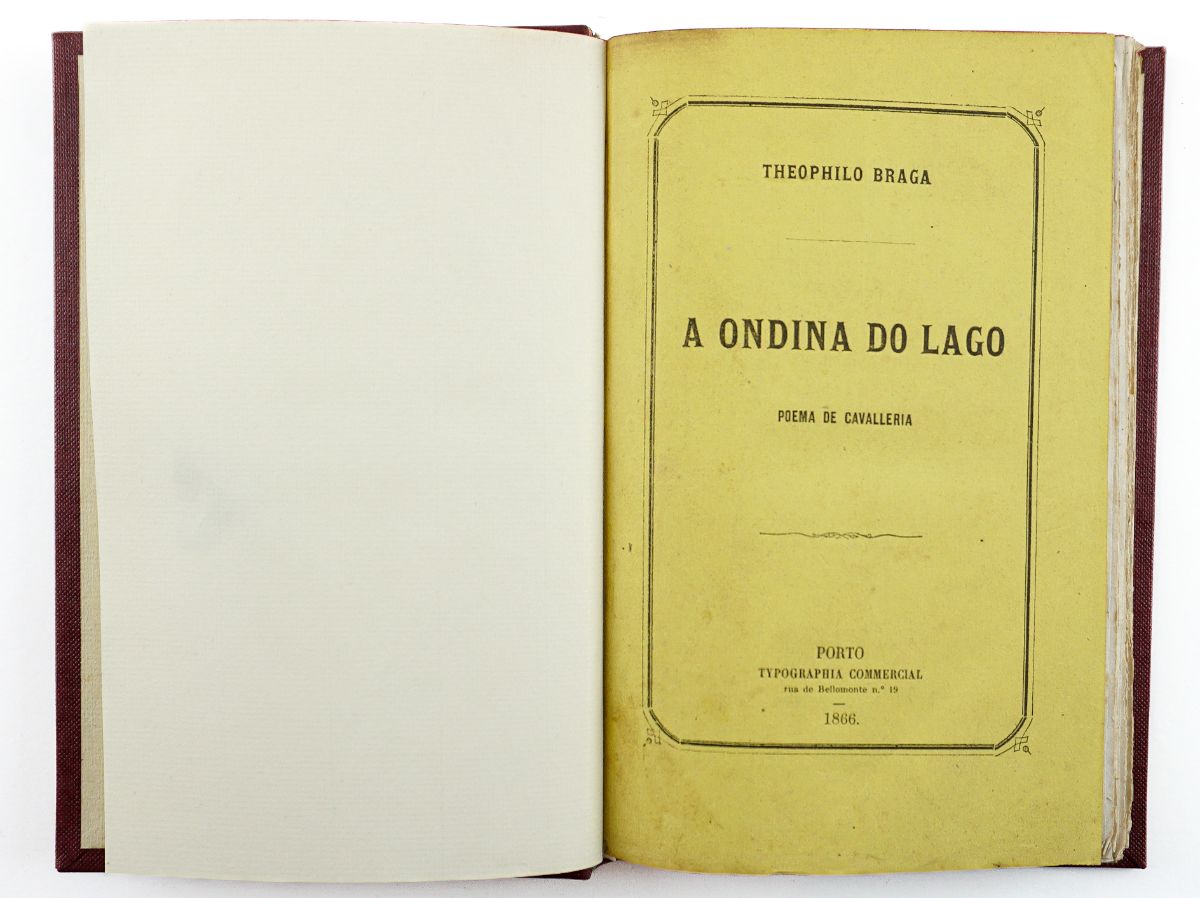 THEOPHILO BRAGA
A ONDINA DO LAGO
POEMA DE CAVALLERIA
PORTO
TYPOGRAPHIA COMMERCIAL
rua de Bellomonte n.º 19
1866.